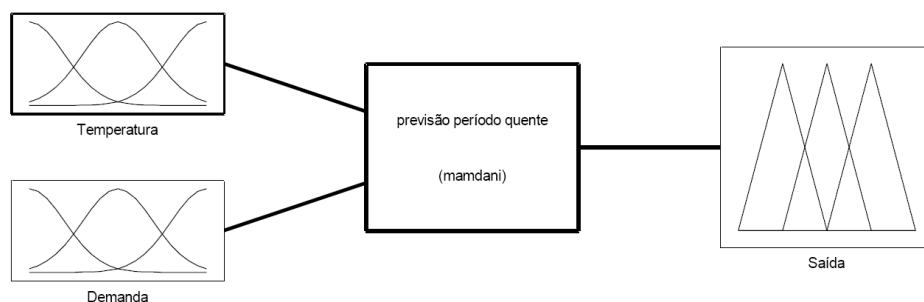 Temperatura
Demanda
previsão período quente
(mamdani)
Saída